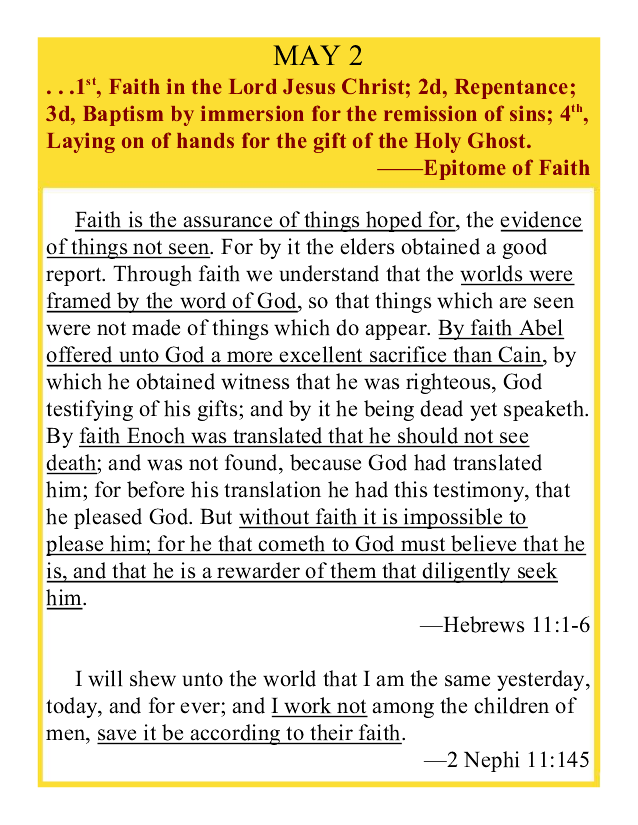 MAY 2
. . .1st, Faith in the Lord Jesus Christ; 2d, Repentance;
3d, Baptism by immersion for the remission of sins; 4th,
Laying on of hands for the gift of the Holy Ghost.
——Epitome of Faith
Faith is the assurance of things hoped for, the evidence
of things not seen. For by it the elders obtained a good
report. Through faith we understand that the worlds were
framed by the word of God, so that things which are seen
were not made of things which do appear. By faith Abel
offered unto God a more excellent sacrifice than Cain, by
which he obtained witness that he was righteous, God
testifying of his gifts; and by it he being dead yet speaketh.
By faith Enoch was translated that he should not see
death; and was not found, because God had translated
him; for before his translation he had this testimony, that
he pleased God. But without faith it is impossible to
please him; for he that cometh to God must believe that he
is, and that he is a rewarder of them that diligently seek
him.
—Hebrews 11:1-6
I will shew unto the world that I am the same yesterday,
today, and for ever; and I work not among the children of
men, save it be according to their faith.
—2 Nephi 11:145